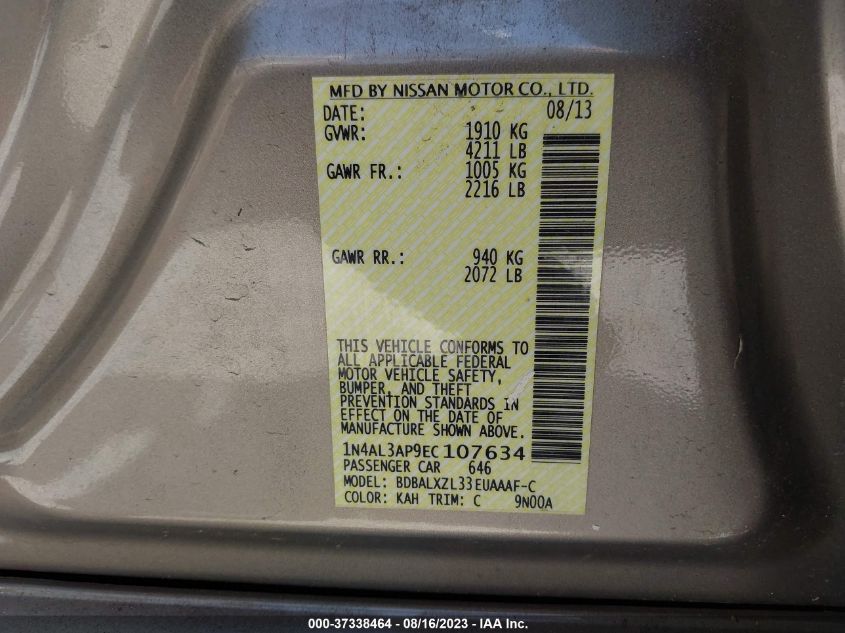 MFD BY NISSAN MOTOR CO., LTD.
DATE: 08/13
GVWR: 1910 KG
4211 LB
GAWR FR.: 1005 KG
2216 LB
GAWR RR.: 940 KG
2072 LB
THIS VEHICLE CONFORMS TO
ALL APPLICABLE FEDERAL
MOTOR VEHICLE SAFETY,
BUMPER, AND THEFT
PREVENTION STANDARDS IN
EFFECT ON THE DATE OF
MANUFACTURE SHOWN ABOVE.
1N4AL3AP9EC107634
PASSENGER CAR 646
MODEL: BDBALXZL33EUAAAF-C
COLOR: KAH TRIM: C 9N00A
000-37338464 - 08/16/2023 - IAA Inc.